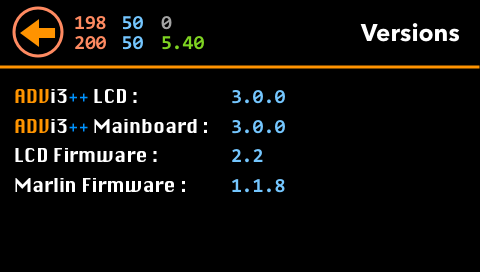 198 50 0
200 50 5.40
Versions
ADVi3++ LCD : 3.0.0
ADVi3++ Mainboard : 3.0.0
LCD Firmware : 2.2
Marlin Firmware : 1.1.8